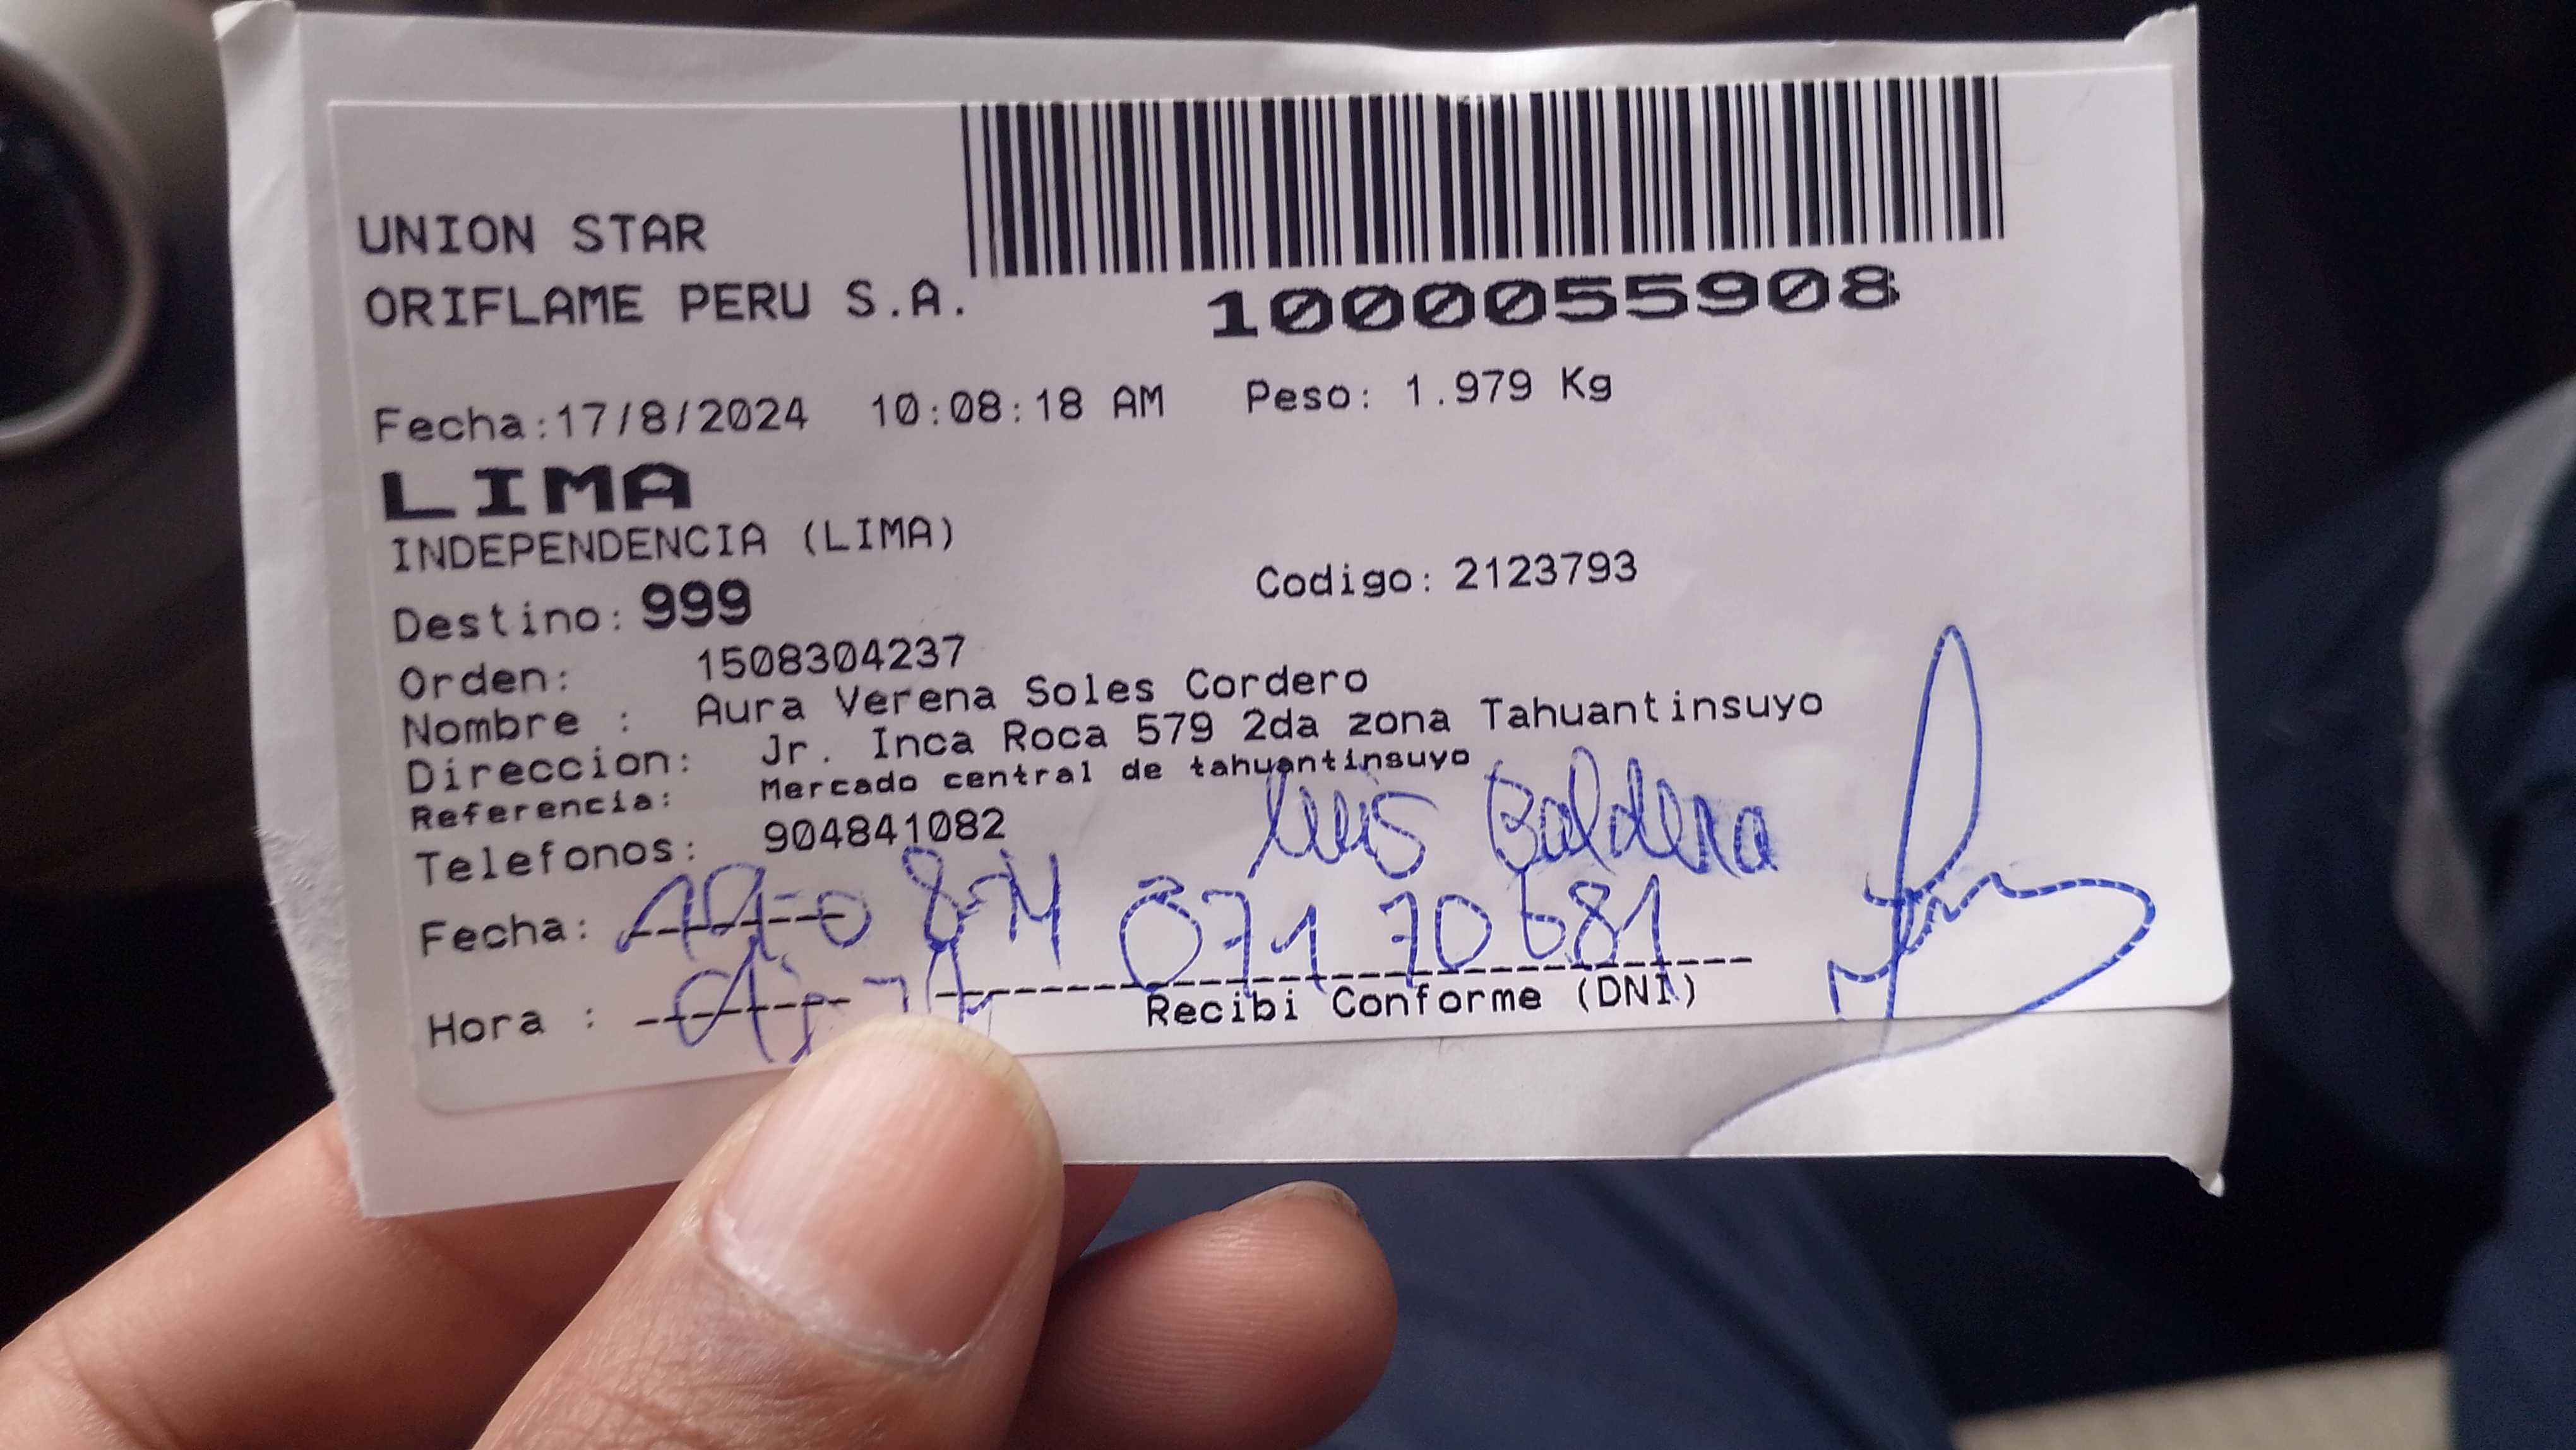 UNION STAR
ORIFLAME PERU S.A.
1000055908
Fecha:17/8/2024 10:08:18 AM Peso: 1.979 Kg
LIMA
INDEPENDENCIA (LIMA)
Destino: 999 Codigo: 2123793
Orden: 1508304237
Nombre : Aura Verena Soles Cordero
Direccion: Jr. Inca Roca 579 2da zona Tahuantinsuyo
Referencia: Mercado central de tahuantinsuyo
Telefonos: 904841082
Luis Baldera
Fecha:
Hora :
Recibi Conforme (DNI)